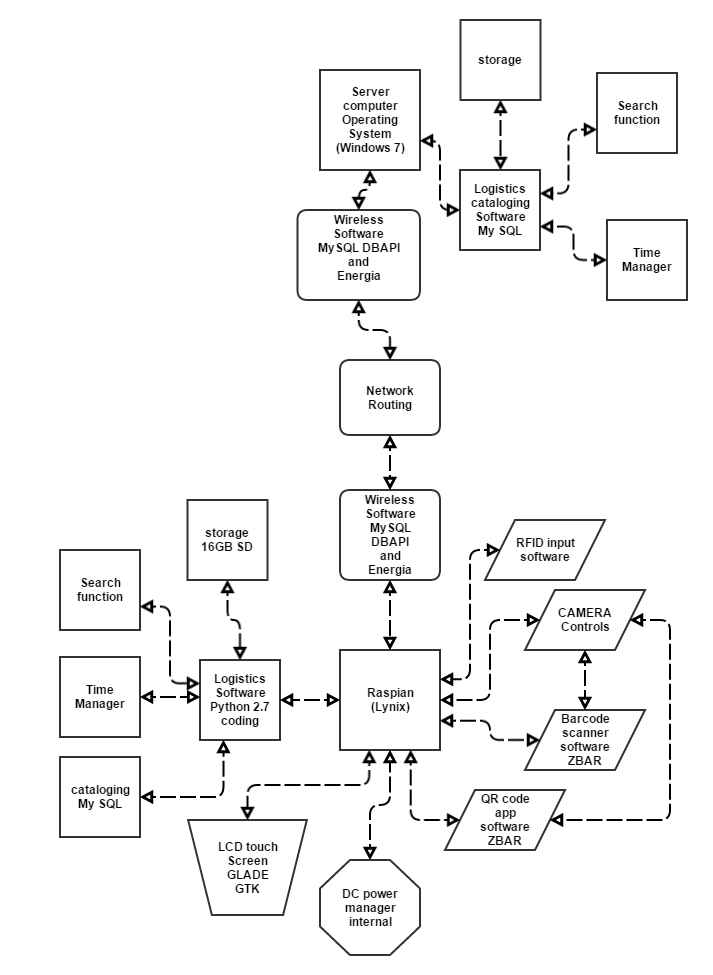 storage
Server
computer
Operating
System
(Windows 7)
Search
function
Logistics
cataloging
Software
My SQL
Time
Manager
Wireless
Software
MySQL DBAPI
and
Energia
Network
Routing
Wireless
Software
MySQL
DBAPI
and
Energia
storage
16GB SD
RFID input
software
Search
function
CAMERA
Controls
Time
Manager
Logistics
Software
Python 2.7
coding
Raspian
(Lynix)
Barcode
scanner
software
ZBAR
cataloging
My SQL
QR code
app
software
ZBAR
LCD touch
Screen
GLADE
GTK
DC power
manager
internal